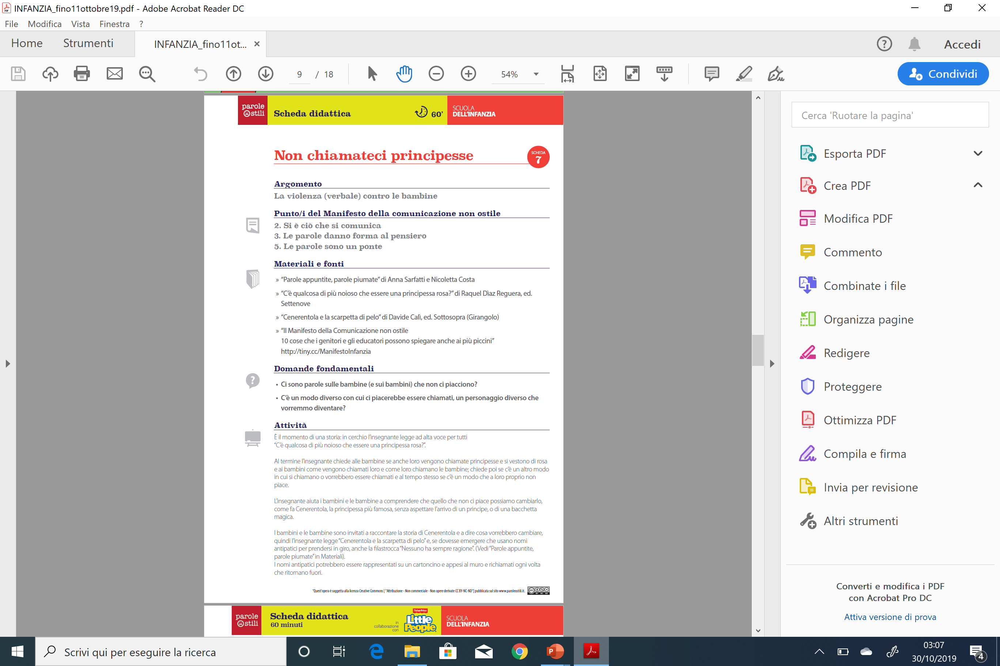 INFANZIA_fino11ottobre19.pdf - Adobe Acrobat Reader DC
File Modifica Vista Finestra ?
Home Strumenti INFANZIA_fino11ot... × Accedi
9 / 18 54% Condividi
parole
ostili
Scheda didattica
60’
SCUOLA
DELL’INFANZIA
Non chiamateci principesse
SCHEDA
7
Argomento
La violenza (verbale) contro le bambine
Punto/i del Manifesto della comunicazione non ostile
2. Si è ciò che si comunica
3. Le parole danno forma al pensiero
5. Le parole sono un ponte
Materiali e fonti
» “Parole appuntite, parole piumate” di Anna Sarfatti e Nicoletta Costa
» “C’è qualcosa di più noioso che essere una principessa rosa?” di Raquel Dìaz Reguera, ed.
Settenove
» “Cenerentola e la scarpetta di pelo” di Davide Calì, ed. Sottosopra (Girangolo)
» “Il Manifesto della Comunicazione non ostile
10 cose che i genitori e gli educatori possono spiegare anche ai più piccini”
http://tiny.cc/ManifestoInfanzia
Domande fondamentali
• Ci sono parole sulle bambine (e sui bambini) che non ci piacciono?
• C’è un modo diverso con cui ci piacerebbe essere chiamati, un personaggio diverso che
vorremmo diventare?
Attività
È il momento di una storia: in cerchio l’insegnante legge ad alta voce per tutti
“C’è qualcosa di più noioso che essere una principessa rosa?”.
Al termine l’insegnante chiede alle bambine se anche loro vengono chiamate principesse e si vestono di rosa
e ai bambini come vengono chiamati loro e come loro chiamano le bambine; chiede poi se c’è un altro modo
in cui si chiamano o vorrebbero essere chiamati e al tempo stesso se c’è un modo che a loro proprio non
piace.
L’insegnante aiuta i bambini e le bambine a comprendere che quello che non ci piace possiamo cambiarlo,
come fa Cenerentola, la principessa più famosa, senza aspettare l’arrivo di un principe, o di una bacchetta
magica.
I bambini e le bambine sono invitati a raccontare la storia di Cenerentola e a dire cosa vorrebbero cambiare,
quindi l’insegnante legge “Cenerentola e la scarpetta di pelo” e, se dovesse emergere che usano nomi
antipatici per prendersi in giro, anche la filastrocca “Nessuno ha sempre ragione”. (Vedi “Parole appuntite,
parole piumate” in Materiali).
I nomi antipatici potrebbero essere rappresentati su un cartoncino e appesi al muro e richiamati ogni volta
che ritornano fuori.
"Quest'opera è soggetta alla licenza Creative Commons [ "Attribuzione - Non commerciale - Non opere derivate CC BY-NC-ND"] pubblicata sul sito www.paroleostili.it.
cc BY NC ND
parole
ostili
Scheda didattica
60 minuti
in
collaborazione
con
Fisher-Price
Little
People
SCUOLA
DELL’INFANZIA
Cerca 'Ruotare la pagina'
Esporta PDF
Crea PDF
Modifica PDF
Commento
Combinate i file
Organizza pagine
Redigere
Proteggere
Ottimizza PDF
Compila e firma
Invia per revisione
Altri strumenti
Converti e modifica i PDF
con Acrobat Pro DC
Attiva versione di prova
Scrivi qui per eseguire la ricerca
03:07
30/10/2019
4